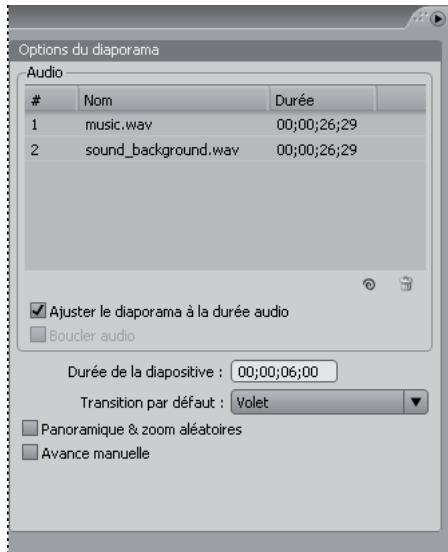 Options du diaporama
Audio
# Nom Durée
1 music.wav 00;00;26;29
2 sound_background.wav 00;00;26;29
Ajuster le diaporama à la durée audio
Boucler audio
Durée de la diapositive : 00;00;06;00
Transition par défaut : Volet
Panoramique & zoom aléatoires
Avance manuelle